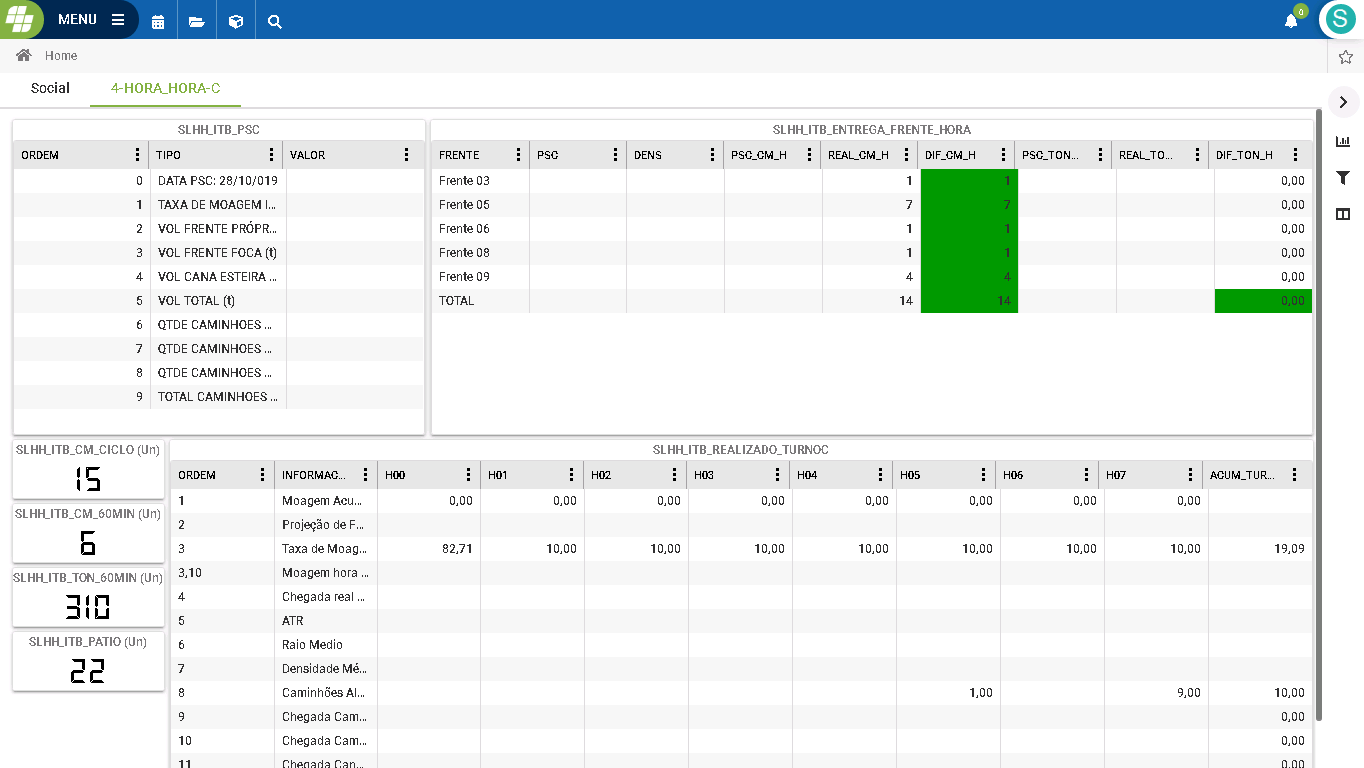 MENU
0
S
Home
Social 4-HORA_HORA-C
SLHH_ITB_PSC
ORDEM TIPO VALOR
0 DATA PSC: 28/10/019
1 TAXA DE MOAGEM I...
2 VOL FRENTE PRÓPR...
3 VOL FRENTE FOCA (t)
4 VOL CANA ESTEIRA ...
5 VOL TOTAL (t)
6 QTDE CAMINHOES ...
7 QTDE CAMINHOES ...
8 QTDE CAMINHOES ...
9 TOTAL CAMINHOES ...
SLHH_ITB_ENTREGA_FRENTE_HORA
FRENTE PSC DENS PSC_CM_H REAL_CM_H DIF_CM_H PSC_TON... REAL_TO... DIF_TON_H
Frente 03 1 1 0,00
Frente 05 7 7 0,00
Frente 06 1 1 0,00
Frente 08 1 1 0,00
Frente 09 4 4 0,00
TOTAL 14 14 0,00
SLHH_ITB_CM_CICLO (Un)
15
SLHH_ITB_CM_60MIN (Un)
6
SLHH_ITB_TON_60MIN (Un)
310
SLHH_ITB_PATIO (Un)
22
SLHH_ITB_REALIZADO_TURNOC
ORDEM INFORMAC... H00 H01 H02 H03 H04 H05 H06 H07 ACUM_TUR...
1 Moagem Acu... 0,00 0,00 0,00 0,00 0,00 0,00 0,00 0,00
2 Projeção de F...
3 Taxa de Moag... 82,71 10,00 10,00 10,00 10,00 10,00 10,00 10,00 19,09
3,10 Moagem hora ...
4 Chegada real ...
5 ATR
6 Raio Medio
7 Densidade Mé...
8 Caminhões Al... 1,00 9,00 10,00
9 Chegada Cam... 0,00
10 Chegada Cam... 0,00
11 Chegada Can... 0,00